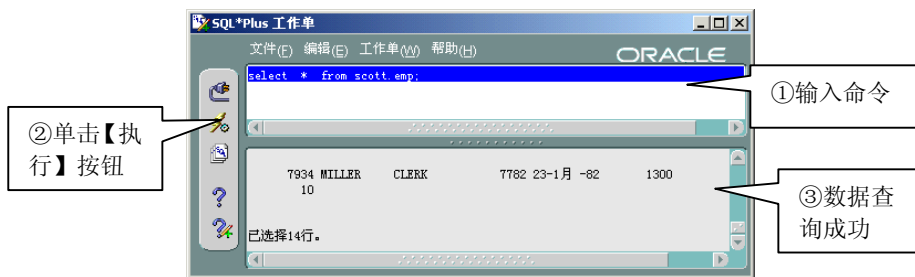 SQL*Plus 工作单
文件(F) 编辑(E) 工作单(W) 帮助(H)
ORACLE
select * from scott.emp;
①输入命令
②单击【执
行】按钮
7934 MILLER CLERK 7782 23-1月 -82 1300
10
已选择14行。
③数据查
询成功